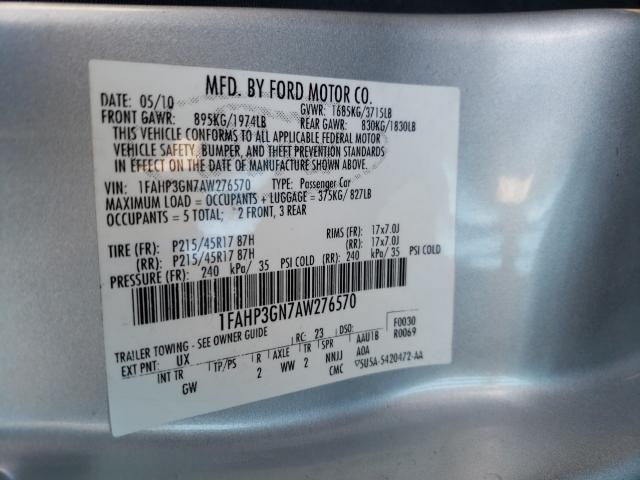 MFD. BY FORD MOTOR CO.
DATE: 05/10 GVWR: 1685KG/3715LB
FRONT GAWR: 895KG/1974LB REAR GAWR: 830KG/1830LB
THIS VEHICLE CONFORMS TO ALL APPLICABLE FEDERAL MOTOR
VEHICLE SAFETY, BUMPER, AND THEFT PREVENTION STANDARDS
IN EFFECT ON THE DATE OF MANUFACTURE SHOWN ABOVE.
VIN: 1FAHP3GN7AW276570 TYPE: Passenger Car
MAXIMUM LOAD = OCCUPANTS + LUGGAGE = 375KG/ 827LB
OCCUPANTS = 5 TOTAL; 2 FRONT, 3 REAR
TIRE (FR): P215/45R17 87H RIMS (FR): 17x7.0J
(RR): P215/45R17 87H (RR): 17x7.0J
PRESSURE (FR): 240 kPa/ 35 PSI COLD (RR): 240 kPa/ 35 PSI COLD
1FAHP3GN7AW276570
TRAILER TOWING - SEE OWNER GUIDE RC: 23 DSO: F0030
EXT PNT: UX TP/PS R AXLE TR SPR AAU1B R0069
INT TR 2 WW 2 NNJJ AOA
GW CMC 5U5A-5420472-AA